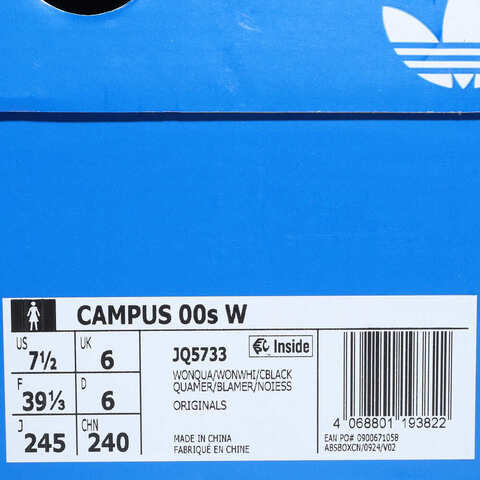 CAMPUS 00s W
US 7½ UK 6
F 39⅓ D 6
J 245 CHN 240
JQ5733 Inside
WONQUA/WONWHI/CBLACK
QUAMER/BLAMER/NOIESS
ORIGINALS
MADE IN CHINA
FABRIQUÉ EN CHINE
4 068801 193822
EAN PO# 0900671058
ABSBOXCN/0924/V02